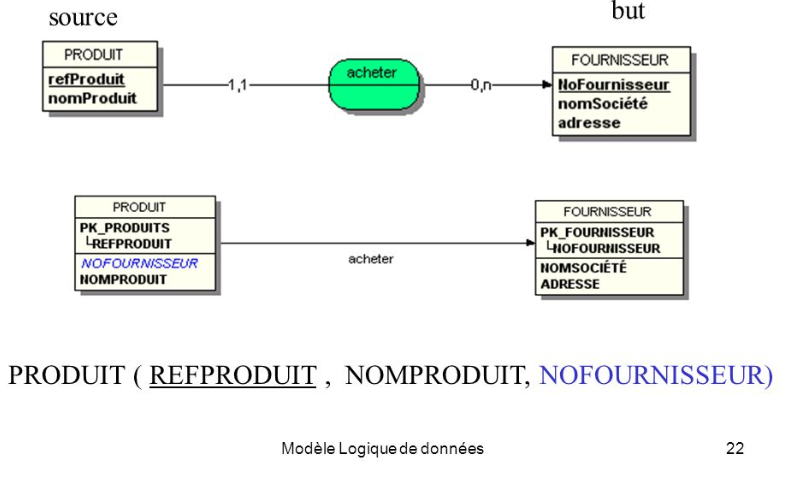 source
but
PRODUIT
refProduit
nomProduit
1,1
acheter
0,n
FOURNISSEUR
NoFournisseur
nomSociété
adresse
PRODUIT
PK_PRODUITS
REFPRODUIT
NOFOURNISSEUR
NOMPRODUIT
acheter
FOURNISSEUR
PK_FOURNISSEUR
NOFOURNISSEUR
NOMSOCIÉTÉ
ADRESSE
PRODUIT ( REFPRODUIT , NOMPRODUIT, NOFOURNISSEUR)
Modèle Logique de données
22